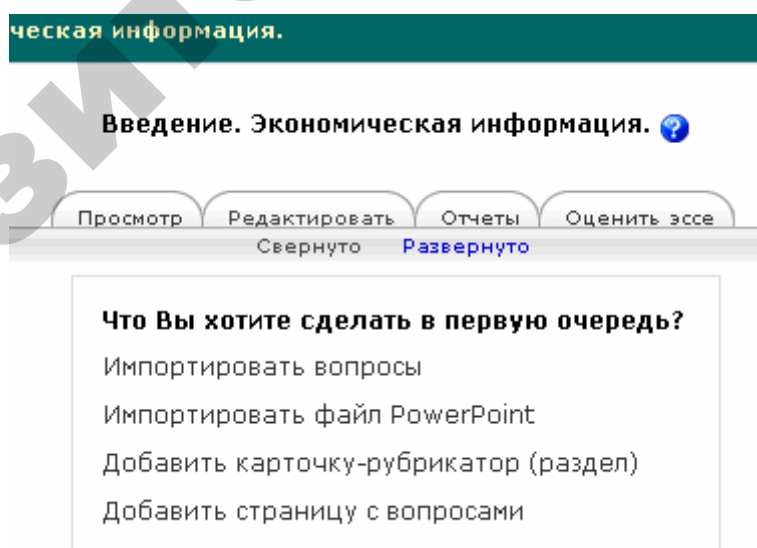 ческая информация.
Введение. Экономическая информация.
Просмотр Редактировать Отчеты Оценить эссе
Свернуто Развернуто
Что Вы хотите сделать в первую очередь?
Импортировать вопросы
Импортировать файл PowerPoint
Добавить карточку-рубрикатор (раздел)
Добавить страницу с вопросами